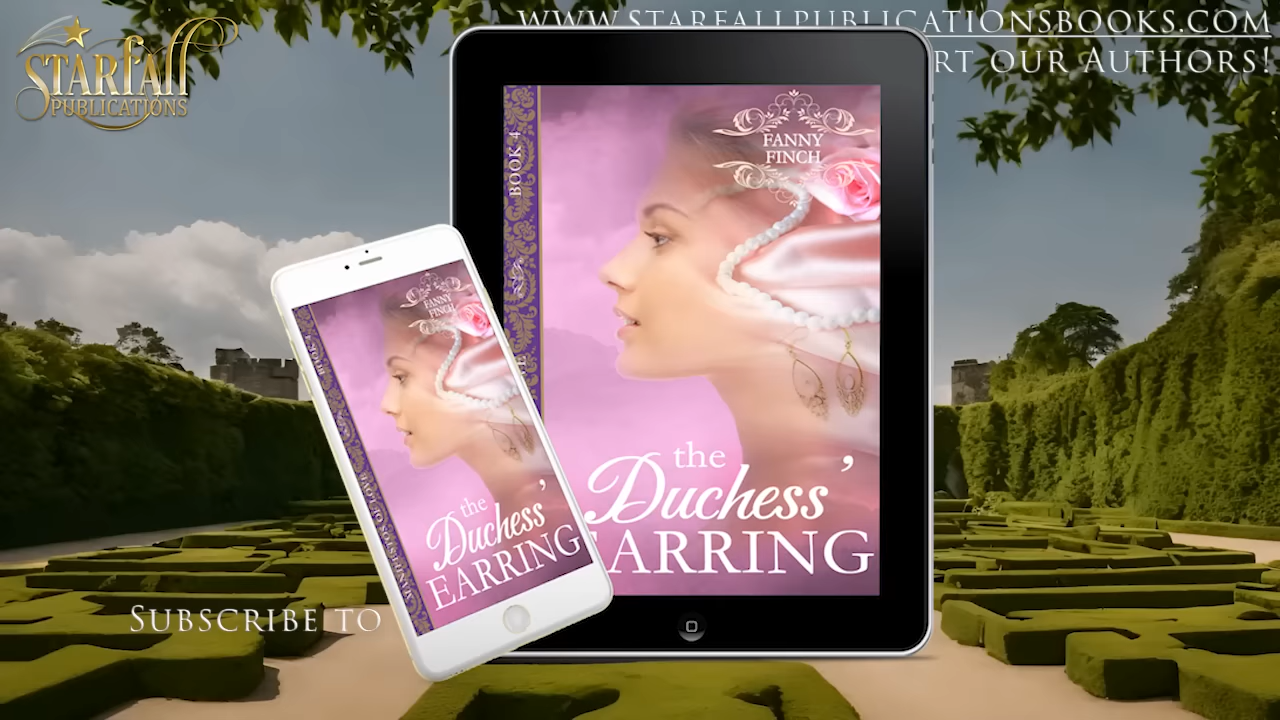 WWW.STARFALLPUBLICATIONSBOOKS.COM
RT OUR AUTHORS!
STARfall
PUBLICATIONS
BOOK 4
FANNY
FINCH
the
Duchess'
EARRING
FANNY
FINCH
the
Duchess'
EARRING
SUBSCRIBE TO